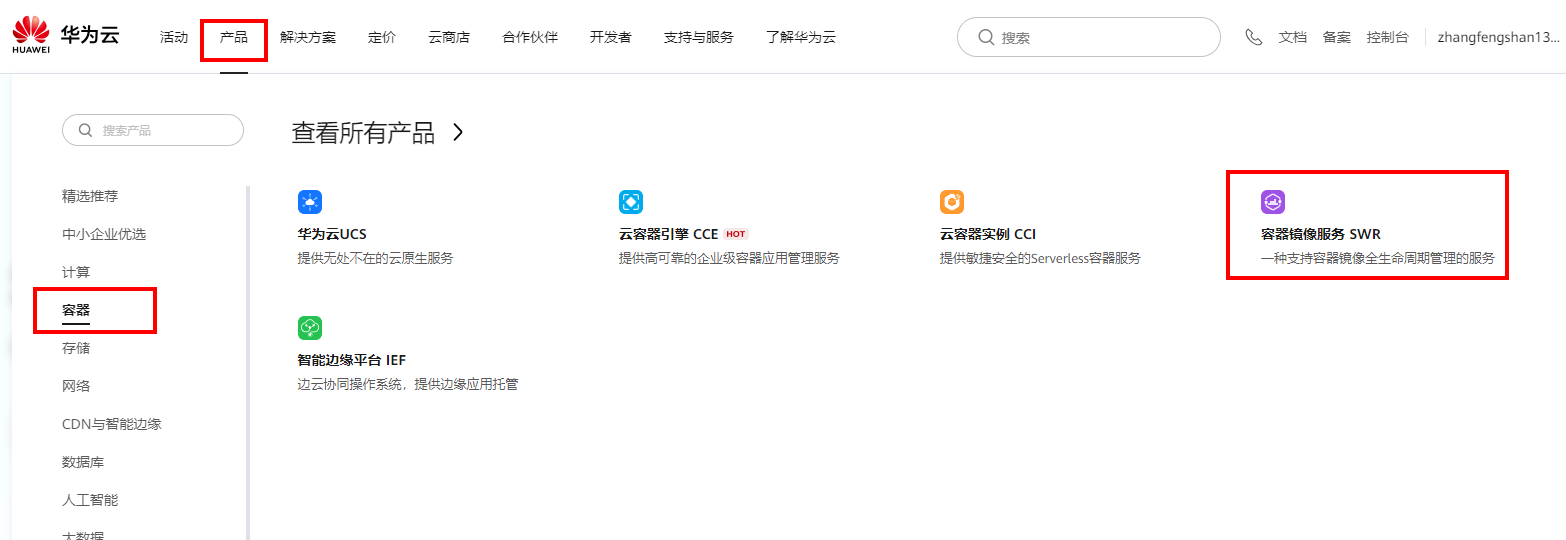 HUAWEI
华为云
活动
产品
解决方案
定价
云商店
合作伙伴
开发者
支持与服务
了解华为云
搜索
文档
备案
控制台
zhangfengshan13...
搜索产品
查看所有产品
精选推荐
中小企业优选
计算
容器
存储
网络
CDN与智能边缘
数据库
人工智能
大数据
华为云UCS
提供无处不在的云原生服务
云容器引擎 CCE HOT
提供高可靠的企业级容器应用管理服务
云容器实例 CCI
提供敏捷安全的Serverless容器服务
容器镜像服务 SWR
一种支持容器镜像全生命周期管理的服务
智能边缘平台 IEF
边云协同操作系统，提供边缘应用托管